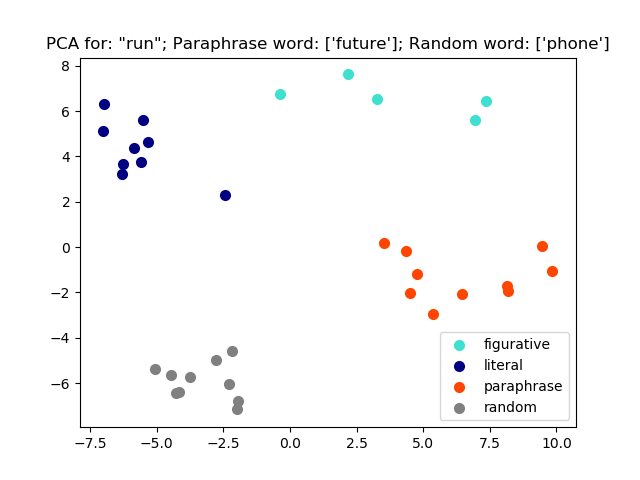 PCA for: "run"; Paraphrase word: ['future']; Random word: ['phone']
8
6
4
2
0
−2
−4
−6
−7.5 −5.0 −2.5 0.0 2.5 5.0 7.5 10.0
figurative
literal
paraphrase
random